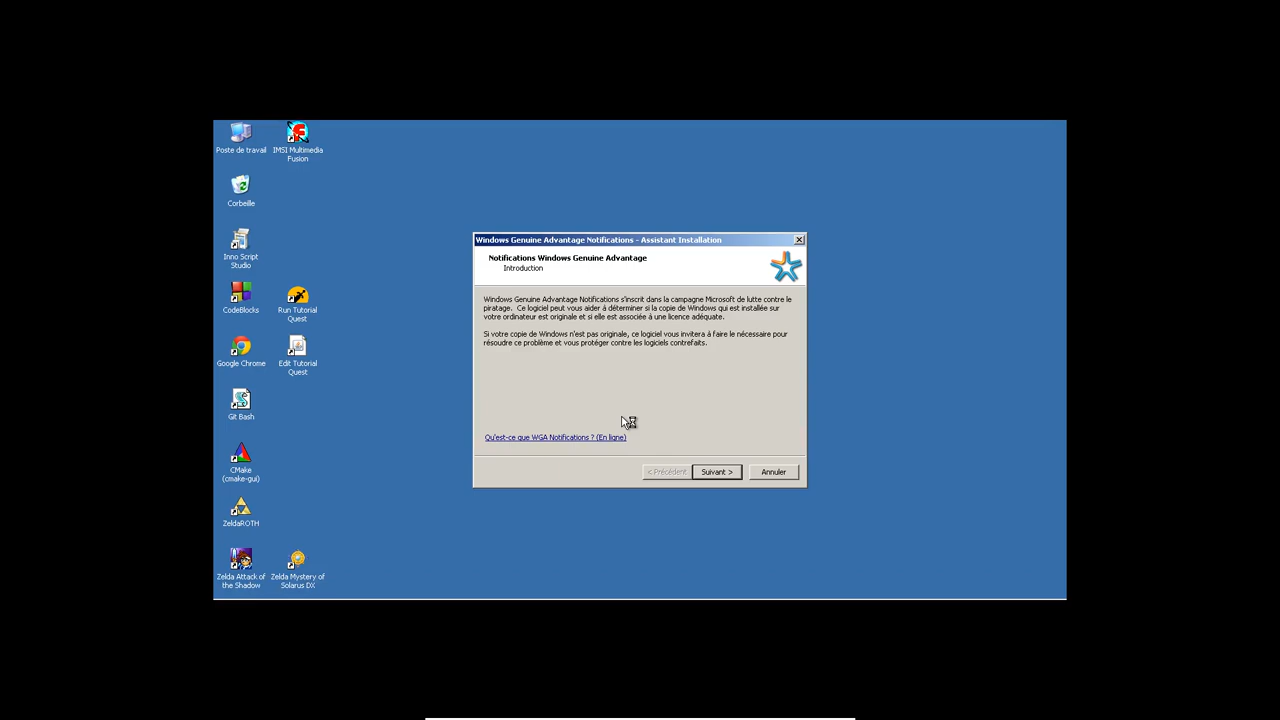 Poste de travail
IMSI Multimedia
Fusion
Corbeille
Inno Script
Studio
CodeBlocks
Run Tutorial
Quest
Google Chrome
Edit Tutorial
Quest
Git Bash
CMake
(cmake-gui)
ZeldaROTH
Zelda Attack of
the Shadow
Zelda Mystery of
Solarus DX
Windows Genuine Advantage Notifications - Assistant Installation
Notifications Windows Genuine Advantage
Introduction
Windows Genuine Advantage Notifications s'inscrit dans la campagne Microsoft de lutte contre le
piratage. Ce logiciel peut vous aider à déterminer si la copie de Windows qui est installée sur
votre ordinateur est originale et si elle est associée à une licence adéquate.
Si votre copie de Windows n'est pas originale, ce logiciel vous invitera à faire le nécessaire pour
résoudre ce problème et vous protéger contre les logiciels contrefaits.
Qu'est-ce que WGA Notifications ? (En ligne)
< Précédent
Suivant >
Annuler